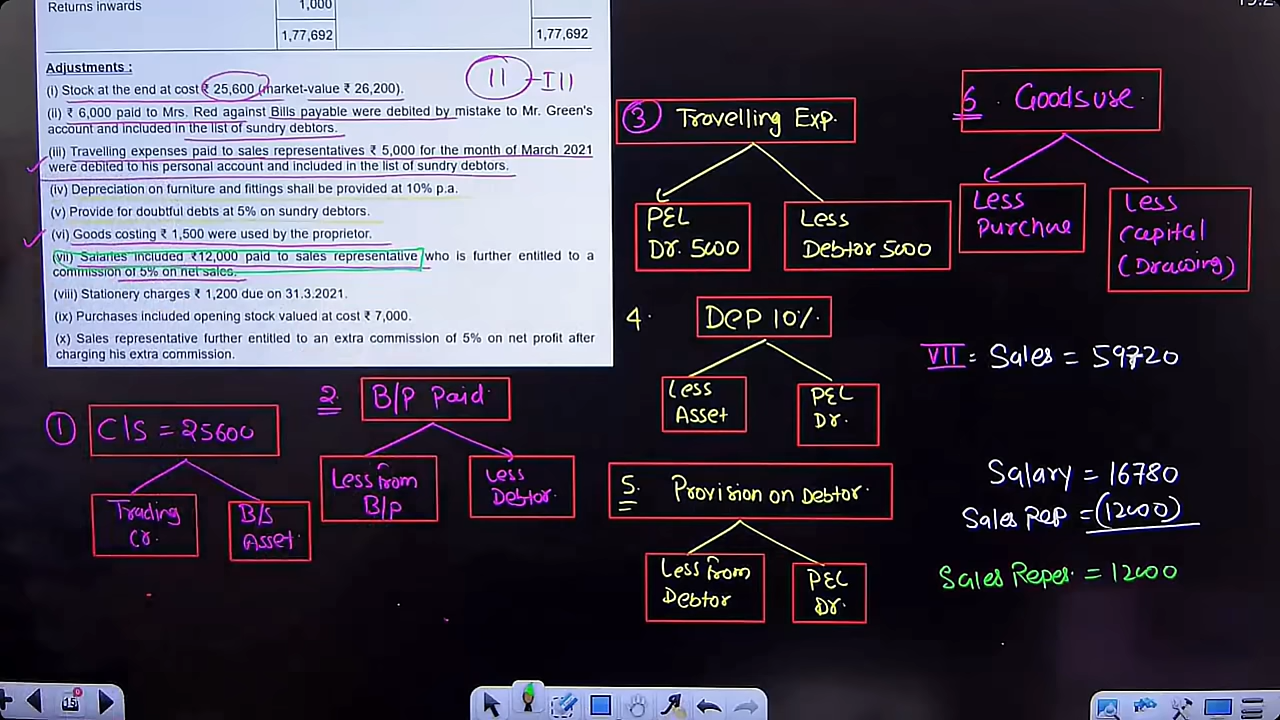 Returns inwards 1,000
1,77,692 1,77,692
Adjustments :
(i) Stock at the end at cost ₹ 25,600 (market-value ₹ 26,200).
(ii) ₹ 6,000 paid to Mrs. Red against Bills payable were debited by mistake to Mr. Green's
account and included in the list of sundry debtors.
(iii) Travelling expenses paid to sales representatives ₹ 5,000 for the month of March 2021
were debited to his personal account and included in the list of sundry debtors.
(iv) Depreciation on furniture and fittings shall be provided at 10% p.a.
(v) Provide for doubtful debts at 5% on sundry debtors.
(vi) Goods costing ₹ 1,500 were used by the proprietor.
(vii) Salaries included ₹12,000 paid to sales representative who is further entitled to a
commission of 5% on net sales.
(viii) Stationery charges ₹ 1,200 due on 31.3.2021.
(ix) Purchases included opening stock valued at cost ₹ 7,000.
(x) Sales representative further entitled to an extra commission of 5% on net profit after
charging his extra commission.
11 - III
1 C/S = 25600
Trading
Cr.
B/S
Asset
2. B/P Paid
Less from
B/P
Less
Debtor
3 Travelling Exp.
P&L
Dr. 5000
Less
Debtor 5000
4. Dep 10%
Less
Asset
P&L
Dr.
5. Provision on Debtor
Less from
Debtor
P&L
Dr.
6. Goods use
Less
Purchase
Less
Capital
(Drawing)
VII = Sales = 59720
Salary = 16780
Sales Rep = (12000)
Sales Repes. = 12000
15